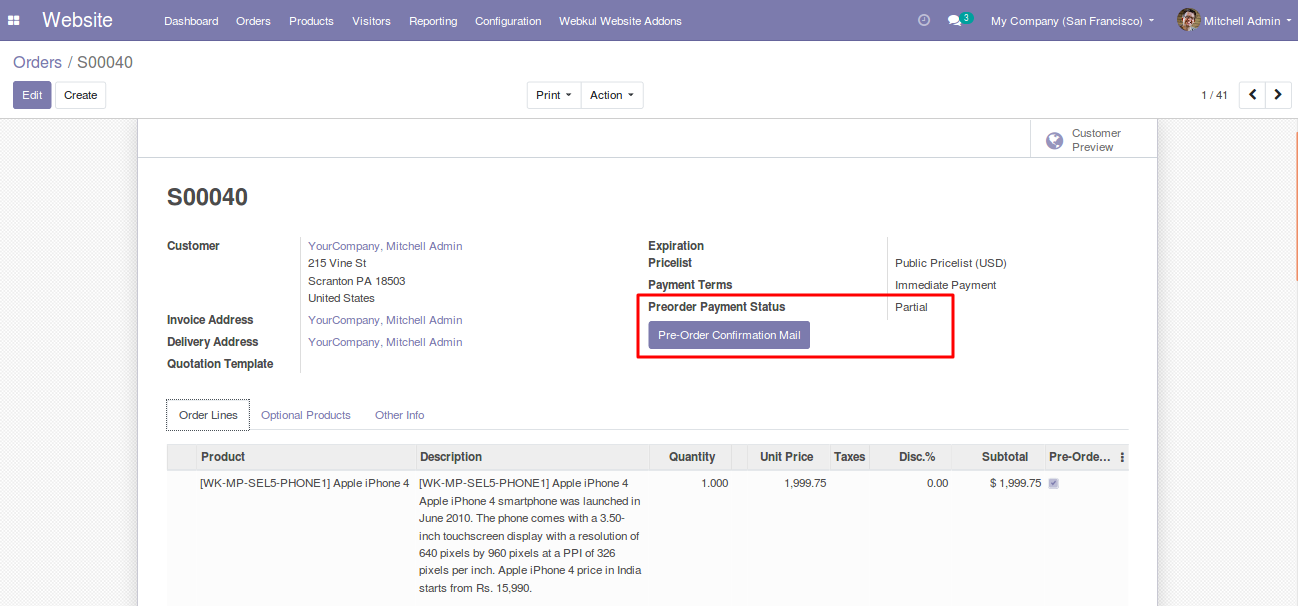 Website Dashboard Orders Products Visitors Reporting Configuration Webkul Website Addons 3 My Company (San Francisco) Mitchell Admin
Orders / S00040
Edit Create Print Action 1 / 41
Customer
Preview
S00040
Customer YourCompany, Mitchell Admin
215 Vine St
Scranton PA 18503
United States
Invoice Address YourCompany, Mitchell Admin
Delivery Address YourCompany, Mitchell Admin
Quotation Template
Expiration
Pricelist Public Pricelist (USD)
Payment Terms Immediate Payment
Preorder Payment Status Partial
Pre-Order Confirmation Mail
Order Lines Optional Products Other Info
Product Description Quantity Unit Price Taxes Disc.% Subtotal Pre-Orde...
[WK-MP-SEL5-PHONE1] Apple iPhone 4 [WK-MP-SEL5-PHONE1] Apple iPhone 4 1.000 1,999.75 0.00 $ 1,999.75
Apple iPhone 4 smartphone was launched in
June 2010. The phone comes with a 3.50-
inch touchscreen display with a resolution of
640 pixels by 960 pixels at a PPI of 326
pixels per inch. Apple iPhone 4 price in India
starts from Rs. 15,990.